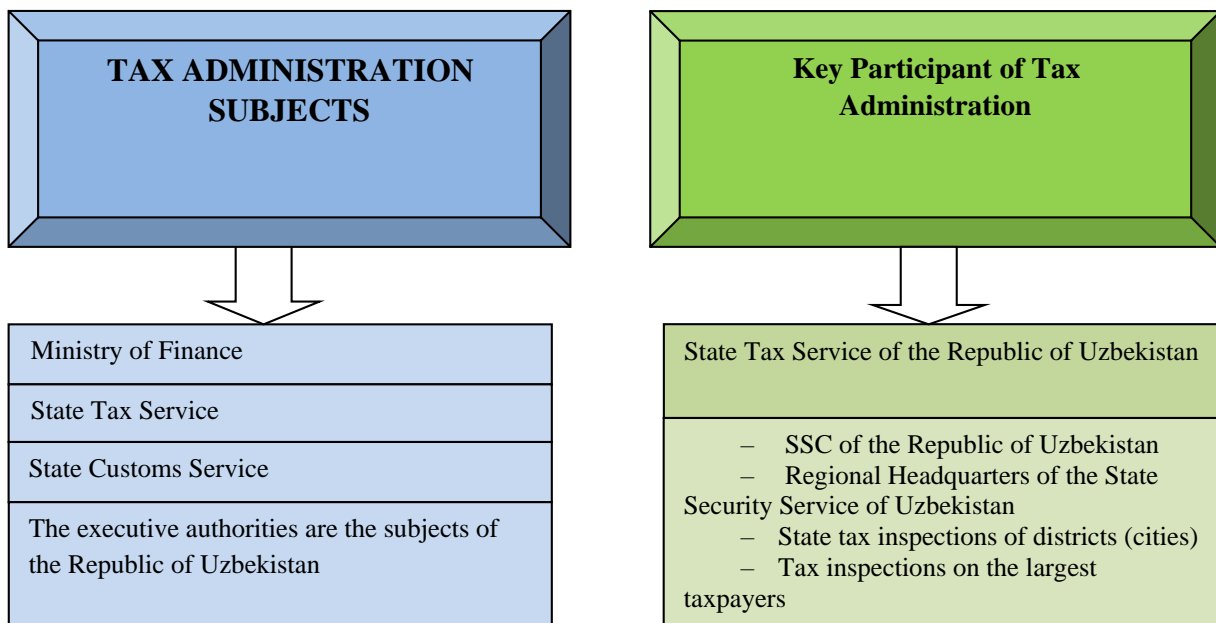 TAX ADMINISTRATION
SUBJECTS
Ministry of Finance
State Tax Service
State Customs Service
The executive authorities are the subjects of
the Republic of Uzbekistan
Key Participant of Tax
Administration
State Tax Service of the Republic of Uzbekistan
– SSC of the Republic of Uzbekistan
– Regional Headquarters of the State
Security Service of Uzbekistan
– State tax inspections of districts (cities)
– Tax inspections on the largest
taxpayers